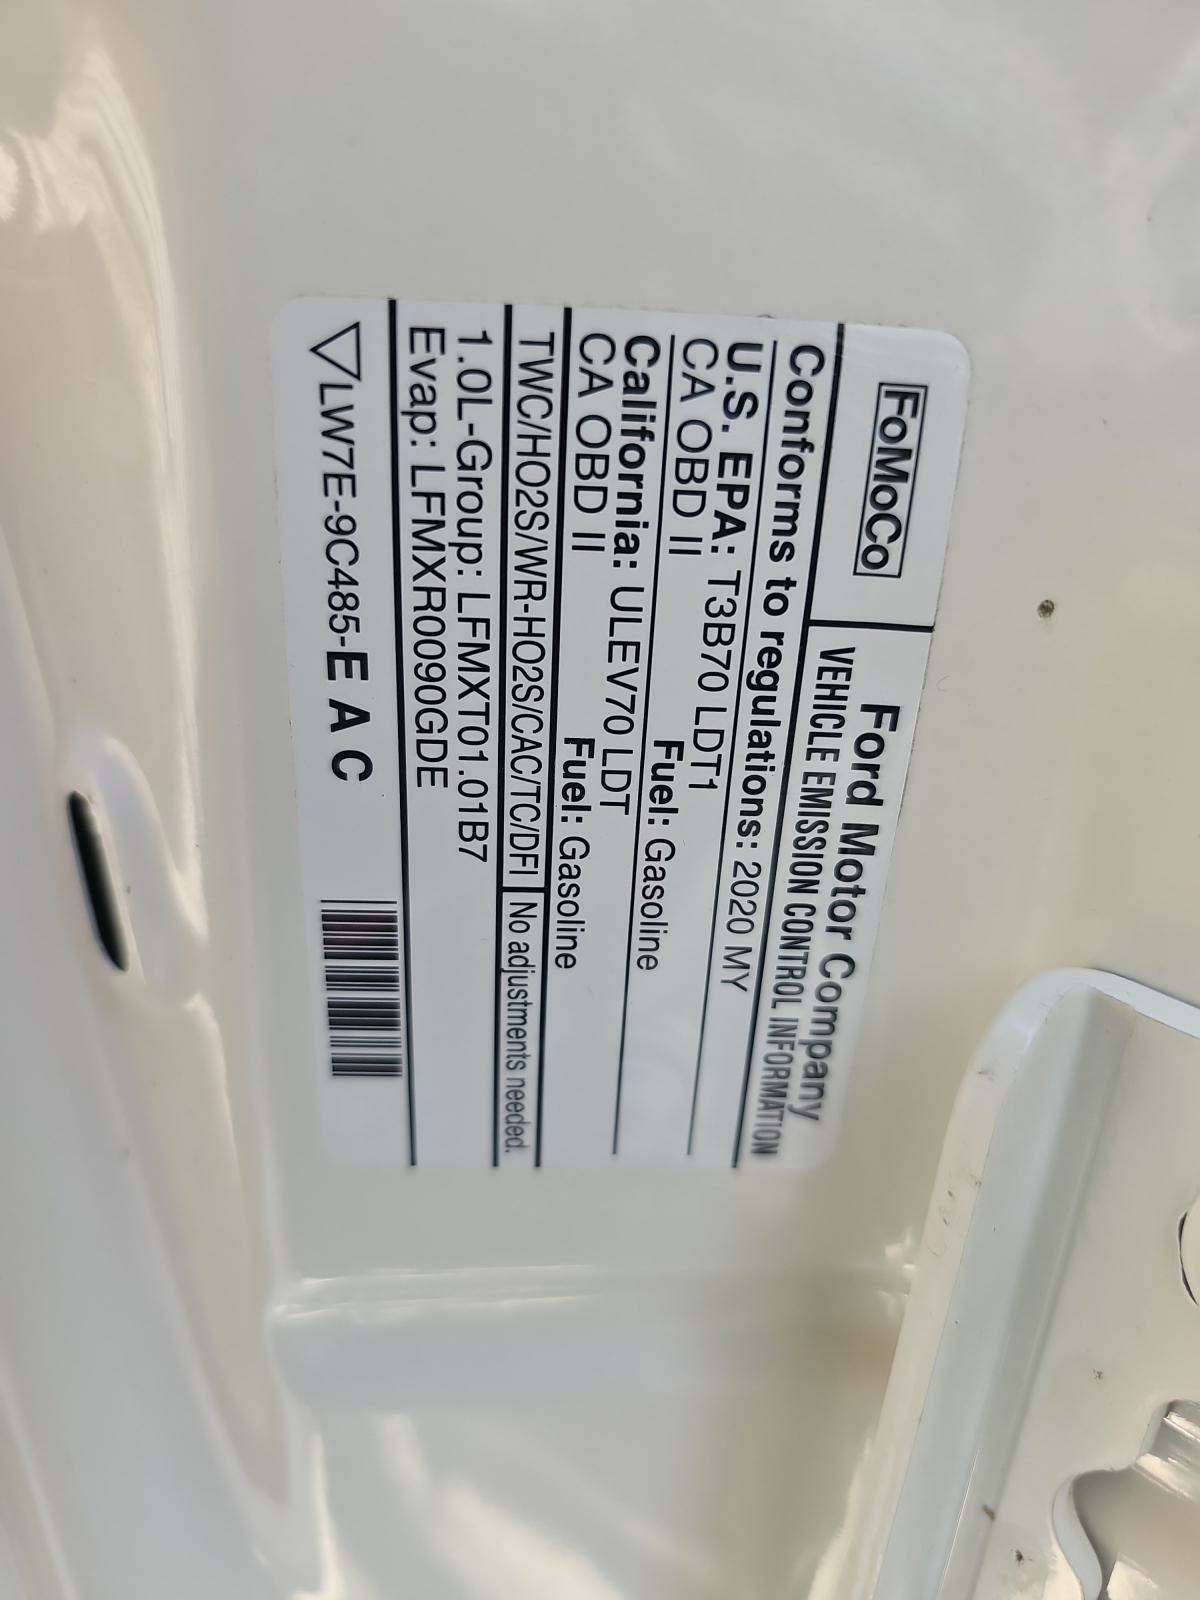 FoMoCo
Ford Motor Company
VEHICLE EMISSION CONTROL INFORMATION
Conforms to regulations: 2020 MY
U.S. EPA: T3B70 LDT1
CA OBD II Fuel: Gasoline
California: ULEV70 LDT
CA OBD II Fuel: Gasoline
TWC/HO2S/WR-HO2S/CAC/TC/DFI No adjustments needed.
1.0L-Group: LFMXT01.01B7
Evap: LFMXR0090GDE
LW7E-9C485-E A C